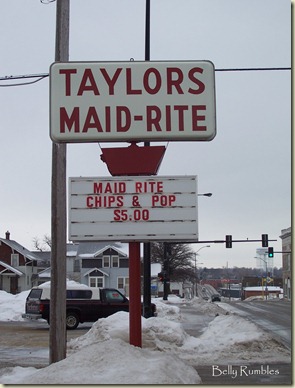 TAYLORS
MAID-RITE
MAID RITE
CHIPS & POP
$5.00
Belly Rumbles